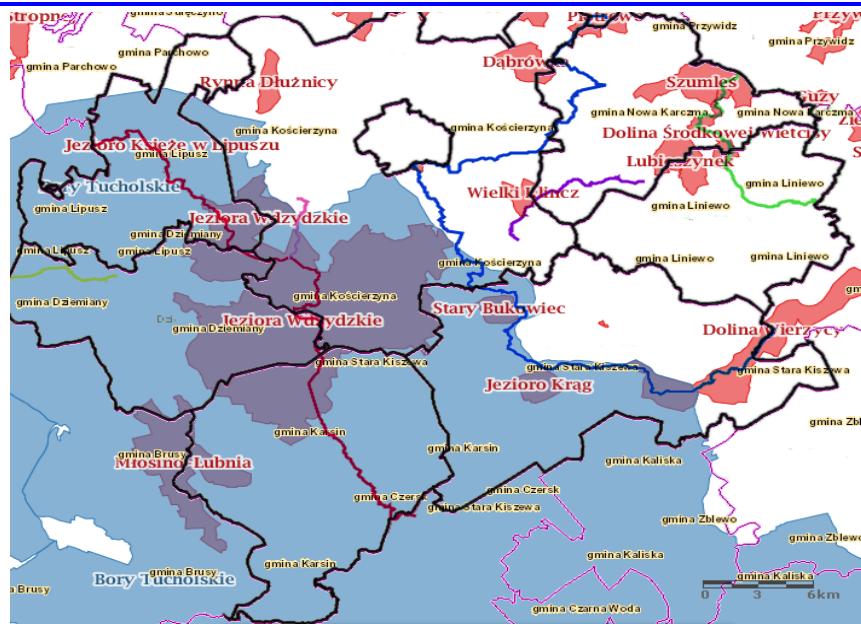 gmina Przywidz
gmina Parchowo
gmina Przywidz
gmina Parchowo
Dąbrówka
Rynna Dłużnicy
Szumleś
gmina Nowa Karczma
gmina Nowa Karczma
gmina Kościerzyna
gmina Kościerzyna
Dolina Środkowej Wietcisy
Jezioro Księże w Lipuszu
gmina Lipusz
Lubieszynek
gmina Liniewo
Bory Tucholskie
Wielki Klincz
gmina Lipusz
gmina Liniewo
Jeziora Wdzydzkie
gmina Dziemiany
gmina Lipusz
gmina Lipusz
gmina Liniewo
gmina Liniewo
gmina Kościerzyna
gmina Kościerzyna
gmina Dziemiany
Stary Bukowiec
Jeziora Wdzydzkie
gmina Dziemiany
Dolina Wierzycy
gmina Stara Kiszewa
gmina Stara Kiszewa
gmina Stara Kiszewa
Jezioro Krąg
gmina Karsin
gmina Karsin
gmina Brusy
Młosino-Lubnia
gmina Kaliska
gmina Czersk
gmina Czersk
gmina Stara Kiszewa
gmina Zblewo
gmina Zblewo
gmina Kaliska
gmina Karsin
gmina Brusy
Bory Tucholskie
gmina Kaliska
Brusy
0 3 6km
gmina Czarna Woda